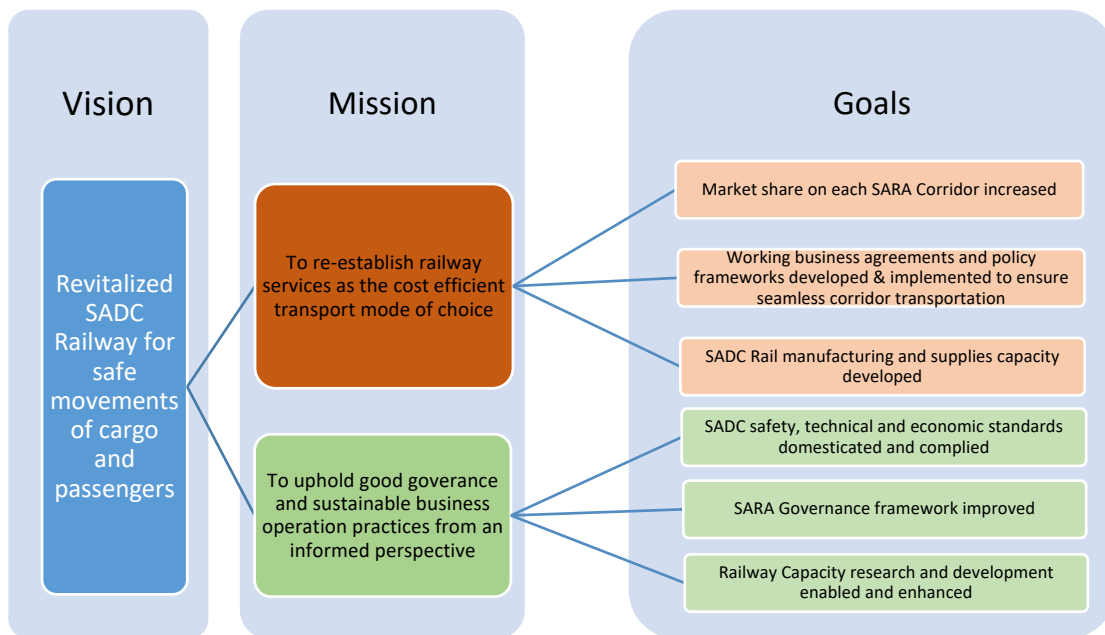 Vision
Mission
Goals
Revitalized
SADC
Railway for
safe
movements
of cargo
and
passengers
To re-establish railway
services as the cost efficient
transport mode of choice
To uphold good goverance
and sustainable business
operation practices from an
informed perspective
Market share on each SARA Corridor increased
Working business agreements and policy
frameworks developed & implemented to ensure
seamless corridor transportation
SADC Rail manufacturing and supplies capacity
developed
SADC safety, technical and economic standards
domesticated and complied
SARA Governance framework improved
Railway Capacity research and development
enabled and enhanced